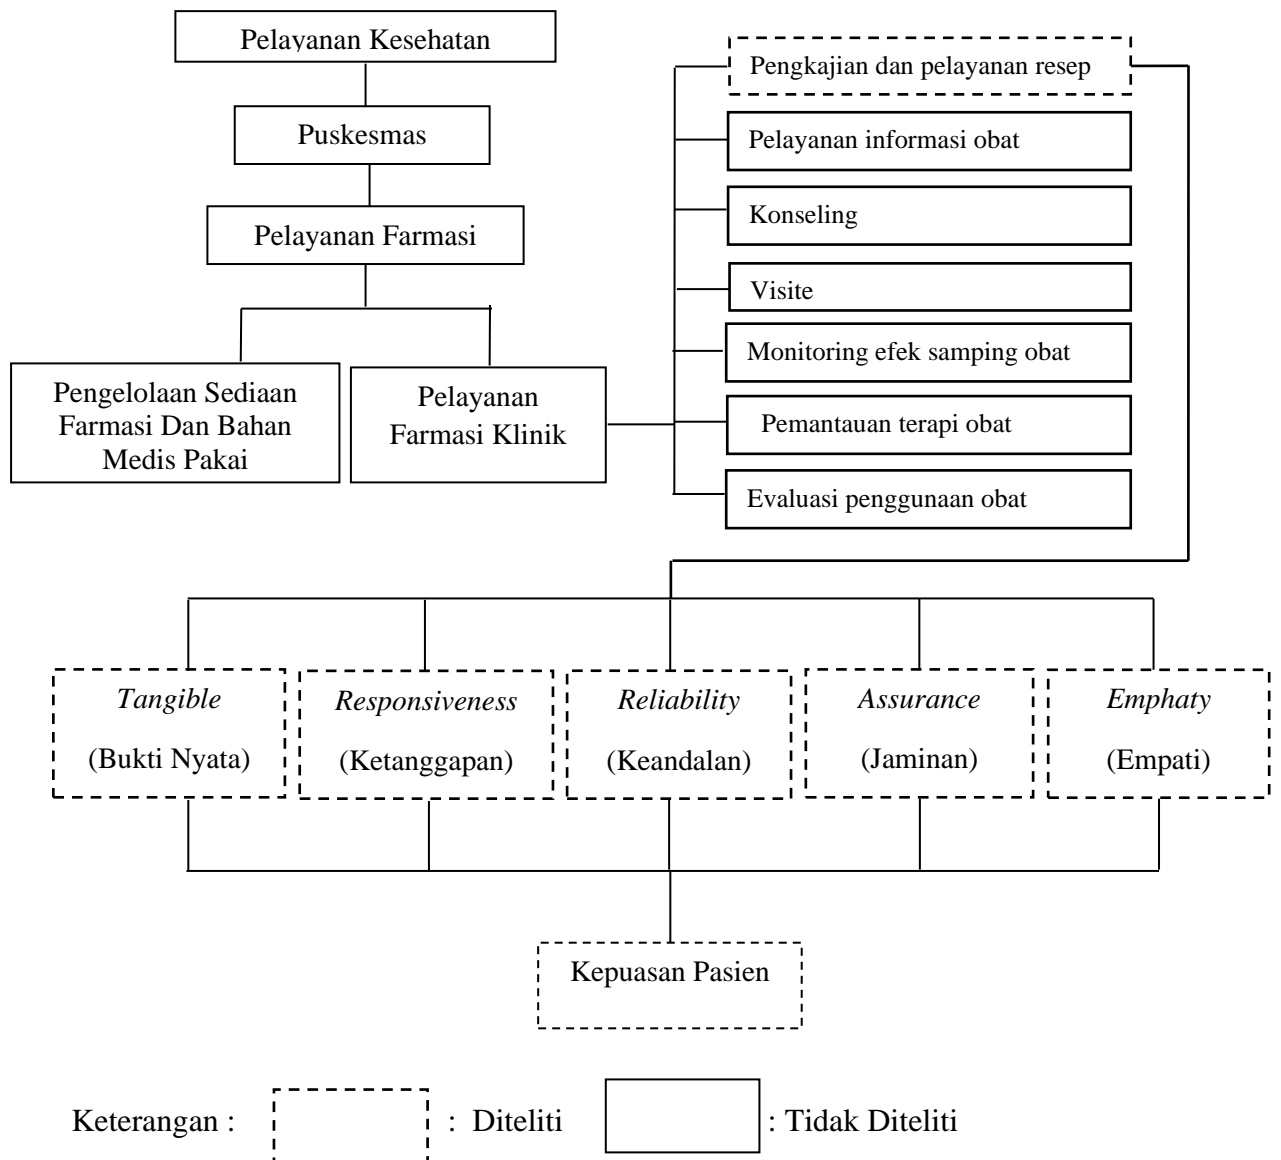 Pelayanan Kesehatan
Puskesmas
Pelayanan Farmasi
Pengelolaan Sediaan
Farmasi Dan Bahan
Medis Pakai
Pelayanan
Farmasi Klinik
Pengkajian dan pelayanan resep
Pelayanan informasi obat
Konseling
Visite
Monitoring efek samping obat
Pemantauan terapi obat
Evaluasi penggunaan obat
Tangible
(Bukti Nyata)
Responsiveness
(Ketanggapan)
Reliability
(Keandalan)
Assurance
(Jaminan)
Emphaty
(Empati)
Kepuasan Pasien
Keterangan : : Diteliti : Tidak Diteliti